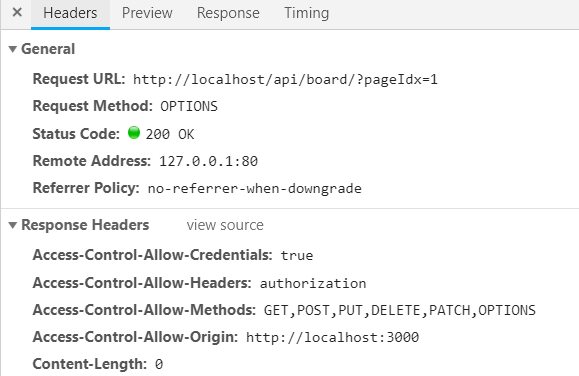 × Headers Preview Response Timing
▼ General
Request URL: http://localhost/api/board/?pageIdx=1
Request Method: OPTIONS
Status Code: 200 OK
Remote Address: 127.0.0.1:80
Referrer Policy: no-referrer-when-downgrade
▼ Response Headers view source
Access-Control-Allow-Credentials: true
Access-Control-Allow-Headers: authorization
Access-Control-Allow-Methods: GET,POST,PUT,DELETE,PATCH,OPTIONS
Access-Control-Allow-Origin: http://localhost:3000
Content-Length: 0